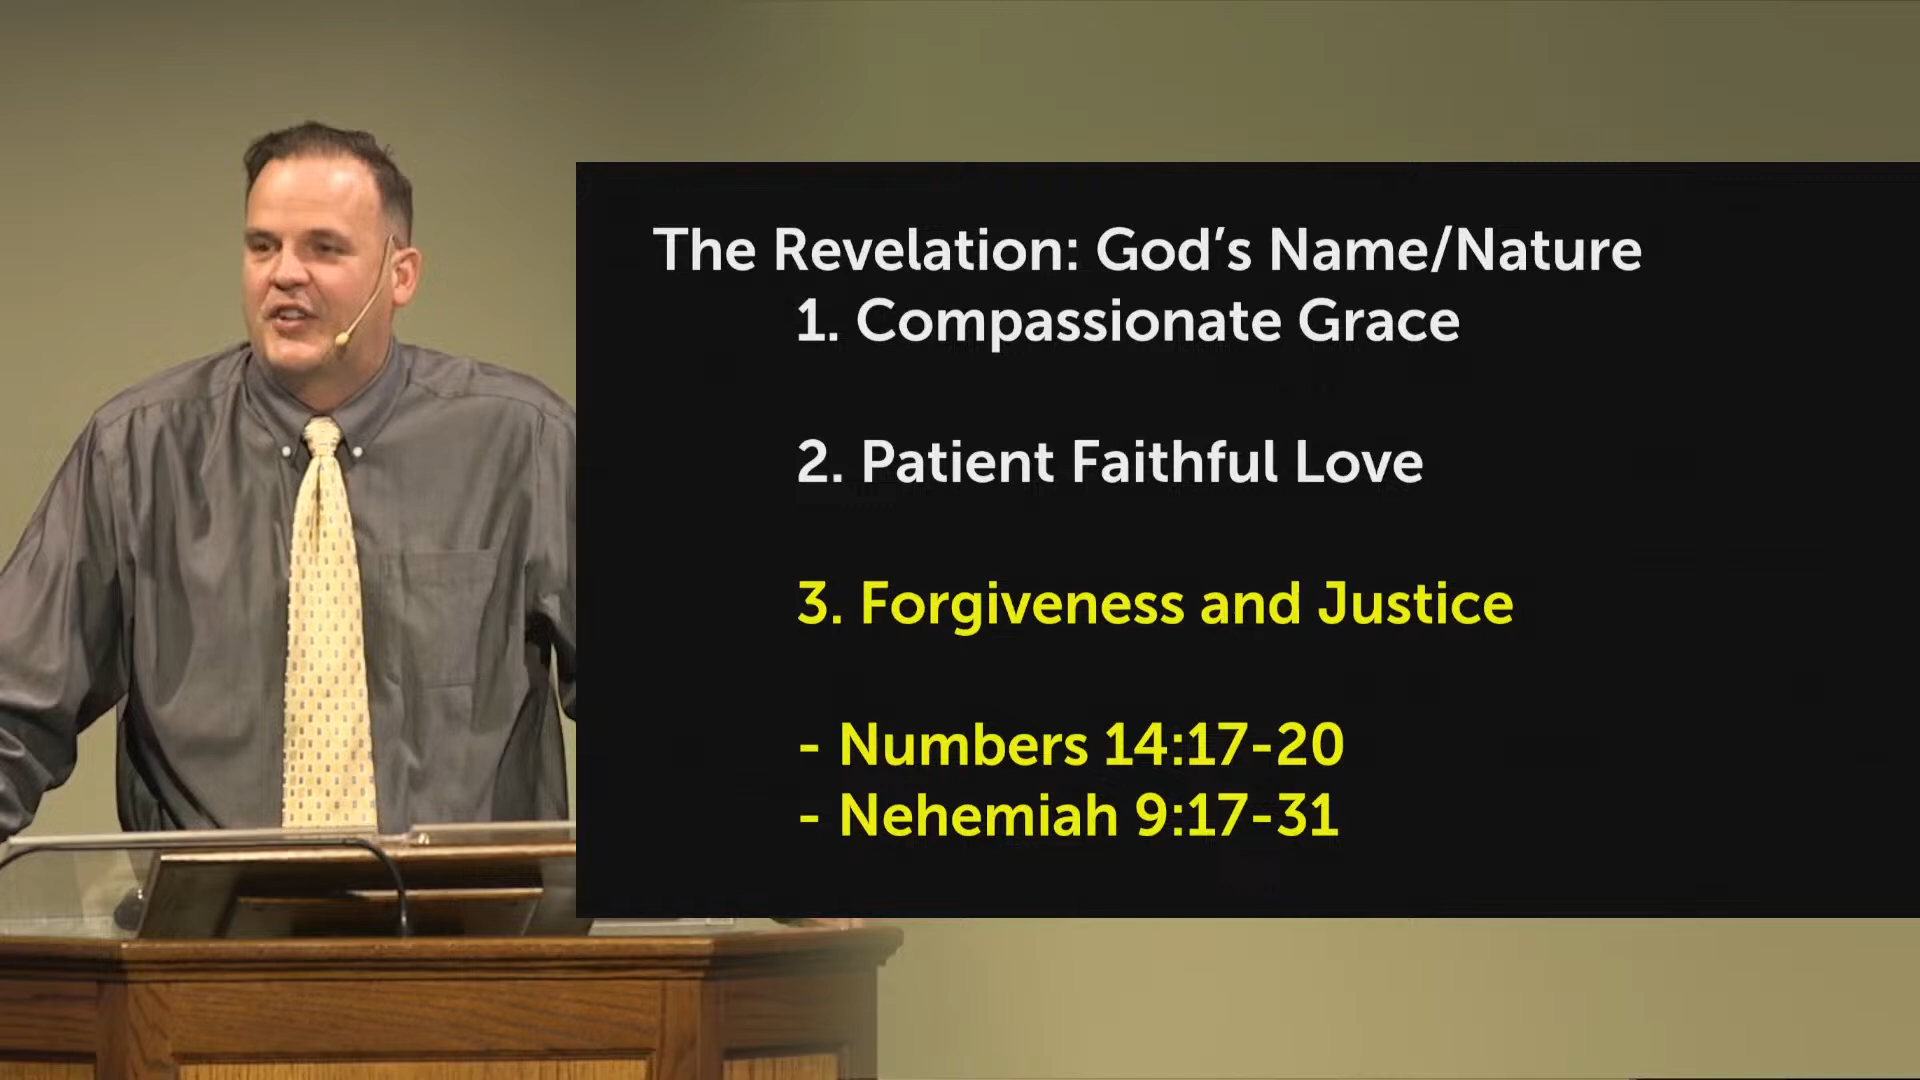 The Revelation: God’s Name/Nature
1. Compassionate Grace
2. Patient Faithful Love
3. Forgiveness and Justice
- Numbers 14:17-20
- Nehemiah 9:17-31